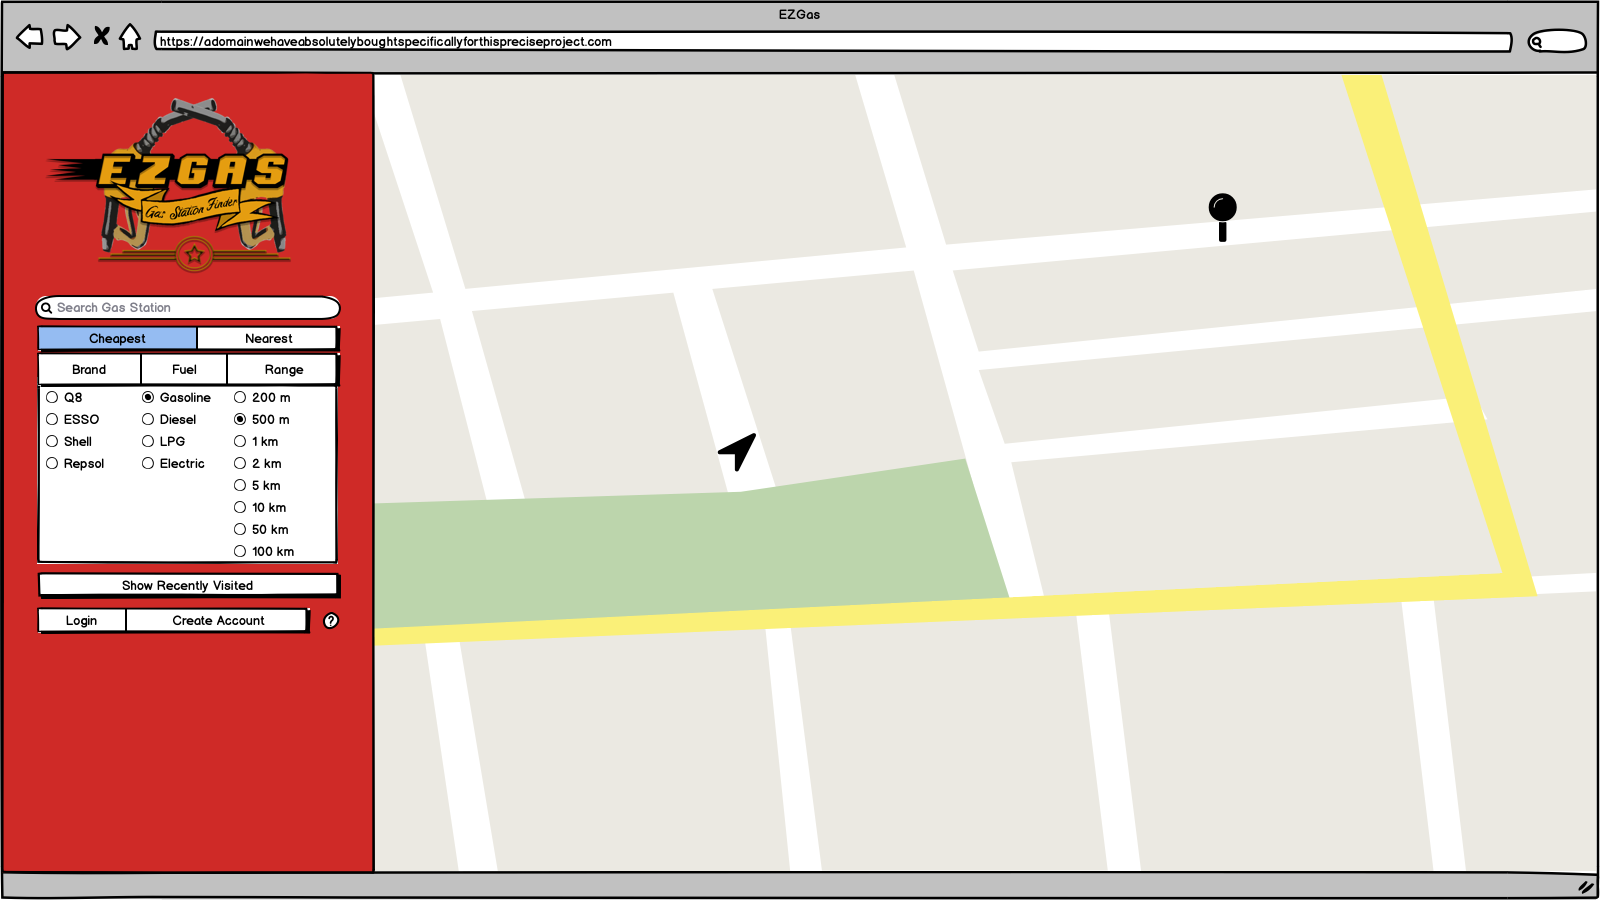 EZGas
https://adomainwehaveabsolutelyboughtspecificallyforthispreciseproject.com
EZGAS
Gas Station Finder
Search Gas Station
Cheapest Nearest
Brand Fuel Range
Q8 Gasoline 200 m
ESSO Diesel 500 m
Shell LPG 1 km
Repsol Electric 2 km
5 km
10 km
50 km
100 km
Show Recently Visited
Login Create Account ?